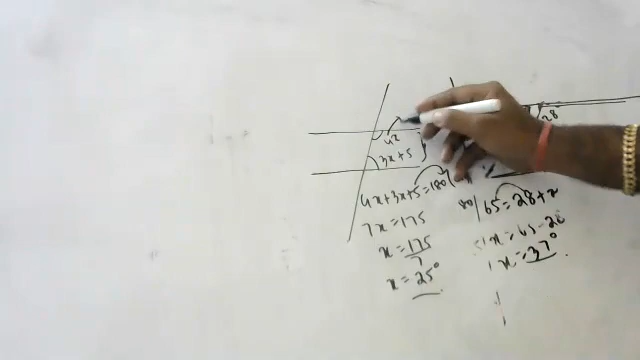 4x
28
3x+5
4x+3x+5=180
65=28+x
7x=175
x=65-28
x=175
7
x=37°
x=25°